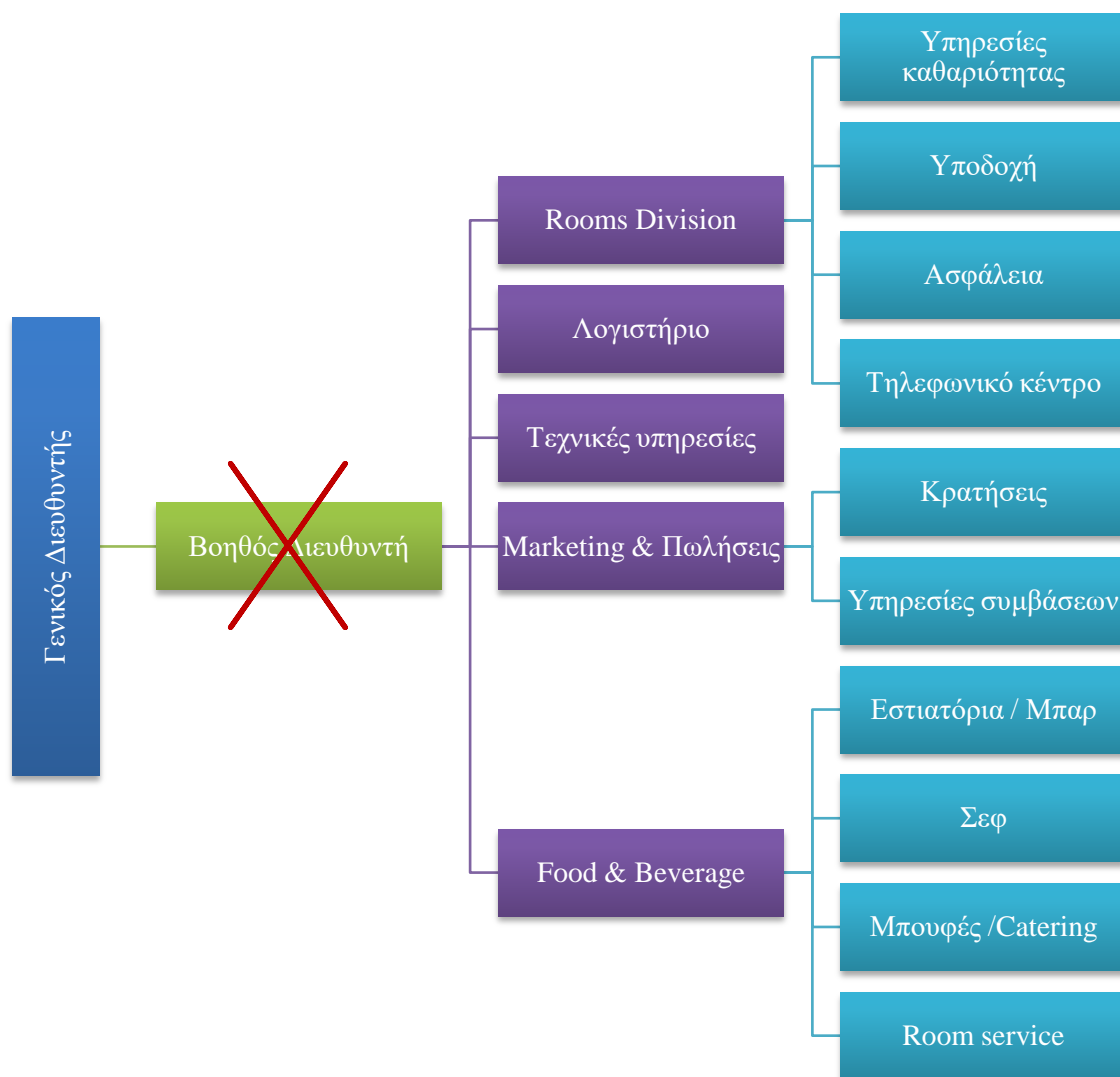 Γενικός Διευθυντής
Βοηθός Διευθυντή
Rooms Division
Λογιστήριο
Τεχνικές υπηρεσίες
Marketing & Πωλήσεις
Food & Beverage
Υπηρεσίες
καθαριότητας
Υποδοχή
Ασφάλεια
Τηλεφωνικό κέντρο
Κρατήσεις
Υπηρεσίες συμβάσεων
Εστιατόρια / Μπαρ
Σεφ
Μπουφές /Catering
Room service